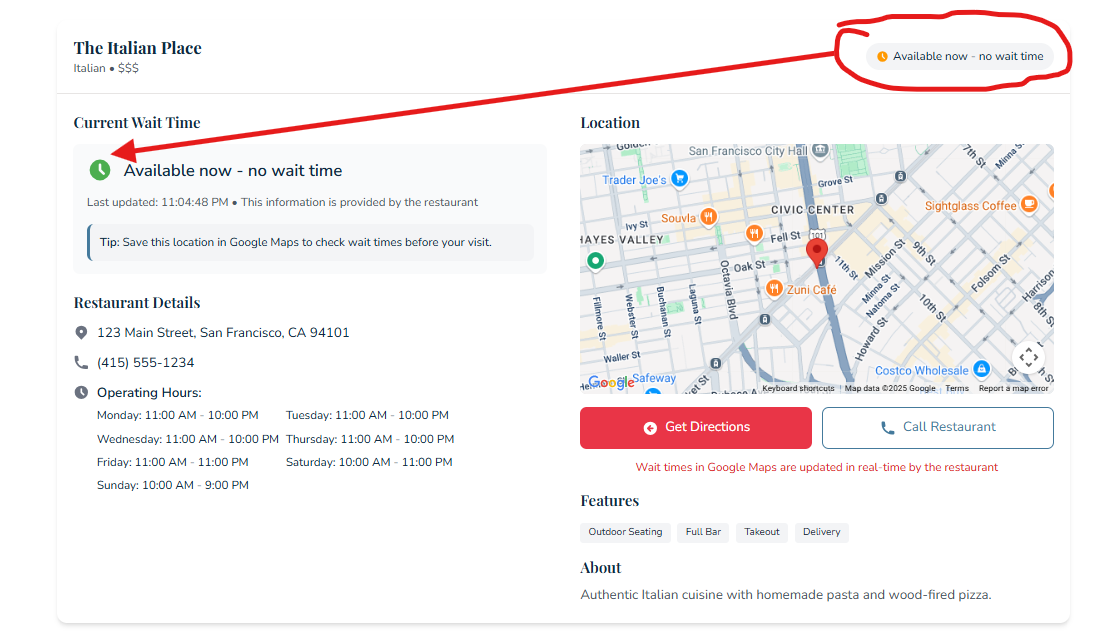 The Italian Place
Italian • $$$
Available now - no wait time
Current Wait Time
Available now - no wait time
Last updated: 11:04:48 PM • This information is provided by the restaurant
Tip: Save this location in Google Maps to check wait times before your visit.
Restaurant Details
123 Main Street, San Francisco, CA 94101
(415) 555-1234
Operating Hours:
Monday: 11:00 AM - 10:00 PM Tuesday: 11:00 AM - 10:00 PM
Wednesday: 11:00 AM - 10:00 PM Thursday: 11:00 AM - 10:00 PM
Friday: 11:00 AM - 11:00 PM Saturday: 10:00 AM - 11:00 PM
Sunday: 10:00 AM - 9:00 PM
Location
San Francisco City Hall
7th St
Minna
Trader Joe's
Grove St
Sightglass Coffee
CIVIC CENTER
Souvla
Ivy St
HAYES VALLEY
Fell St
101
Oak St
11th St
Mission St
9th St
Folsom St
Harrison
Octavia Blvd
Zuni Café
Minna St
Natoma St
10th St
8th St
Fillmore St
Webster St
Buchanan St
Laguna St
Howard St
Waller St
Costco Wholesale
Safeway
Google
Keyboard shortcuts Map data ©2025 Google Terms Report a map error
Get Directions
Call Restaurant
Wait times in Google Maps are updated in real-time by the restaurant
Features
Outdoor Seating Full Bar Takeout Delivery
About
Authentic Italian cuisine with homemade pasta and wood-fired pizza.